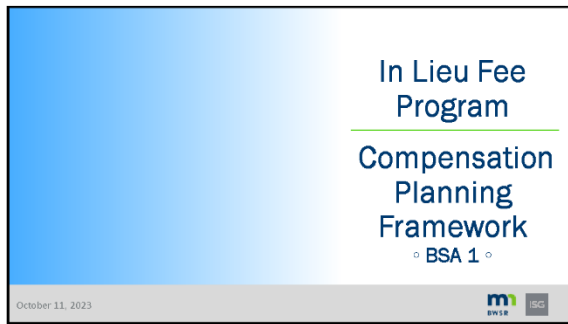 In Lieu Fee
Program
Compensation
Planning
Framework
◦ BSA 1 ◦
October 11, 2023
mn
BWSR
ISG